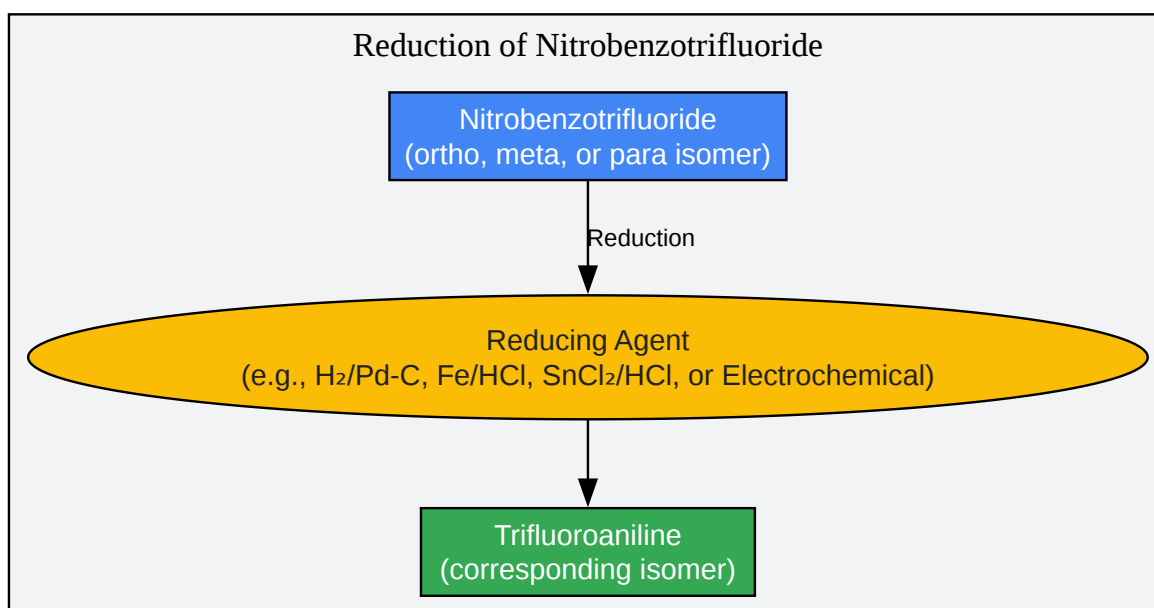 Reduction of Nitrobenzotrifluoride
Nitrobenzotrifluoride
(ortho, meta, or para isomer)
Reduction
Reducing Agent
(e.g., H₂/Pd-C, Fe/HCl, SnCl₂/HCl, or Electrochemical)
Trifluoroaniline
(corresponding isomer)